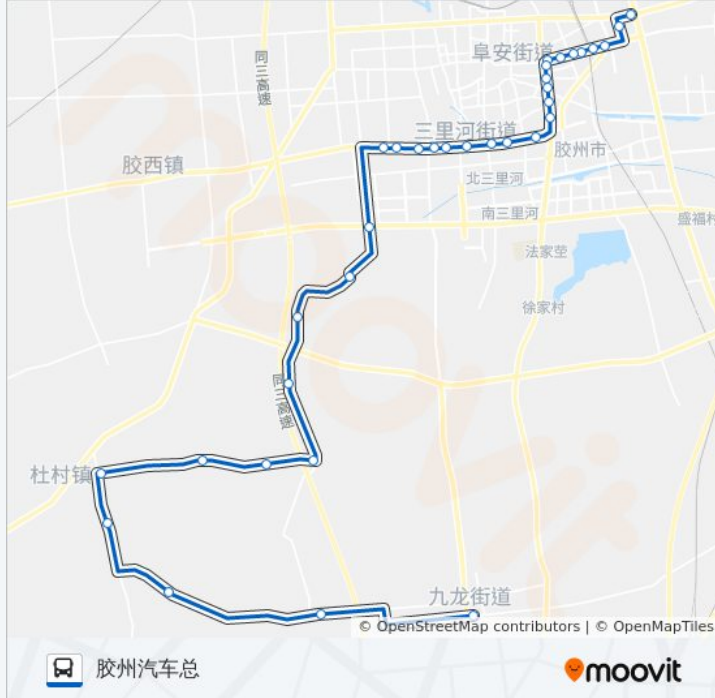 阜安街道
同三高速
三里河街道
胶州市
胶西镇
北三里河
南三里河
盛福村
法家茔
徐家村
同三高速
杜村镇
九龙街道
© OpenStreetMap contributors | © OpenMapTiles
胶州汽车总
moovit